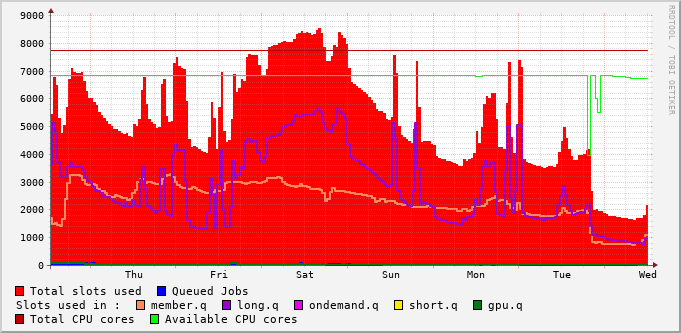 9000
8000
7000
6000
5000
4000
3000
2000
1000
0
Thu Fri Sat Sun Mon Tue Wed
RRDTOOL / TOBI OETIKER
Total slots used Queued Jobs
Slots used in : member.q long.q ondemand.q short.q gpu.q
Total CPU cores Available CPU cores